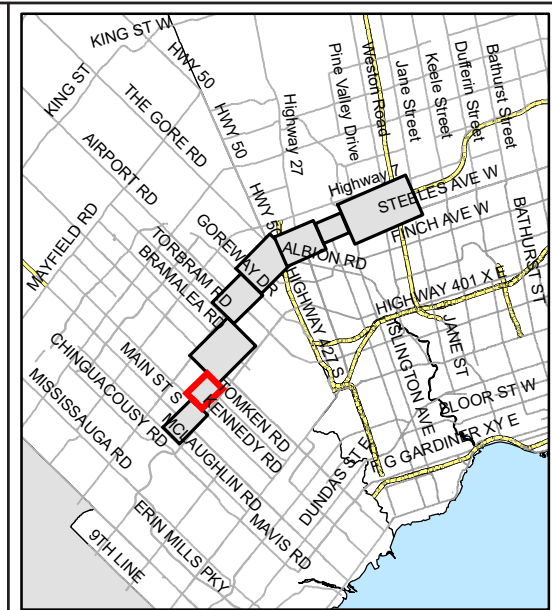 KING ST W
HWY 50
KING ST
Pine Valley Drive
Weston Road
Jane Street
Keele Street
Dufferin Street
Bathurst Street
THE GORE RD
HWY 50
Highway 27
AIRPORT RD
Highway 7
HWY 50
STEELES AVE W
MAYFIELD RD
GOREWAY DR
ALBION RD
FINCH AVE W
BATHURST ST
TORBRAM RD
BRAMALEA RD
HIGHWAY 427 S
HIGHWAY 401 X E
CHINGUACOUSY RD
MAIN ST S
ISLINGTON AVE
JANE ST
MISSISSAUGA RD
TOMKEN RD
KENNEDY RD
BLOOR ST W
MCLAUGHLIN RD
DUNDAS ST E
F G GARDINER XY E
ERIN MILLS PKY
MAVIS RD
9TH LINE